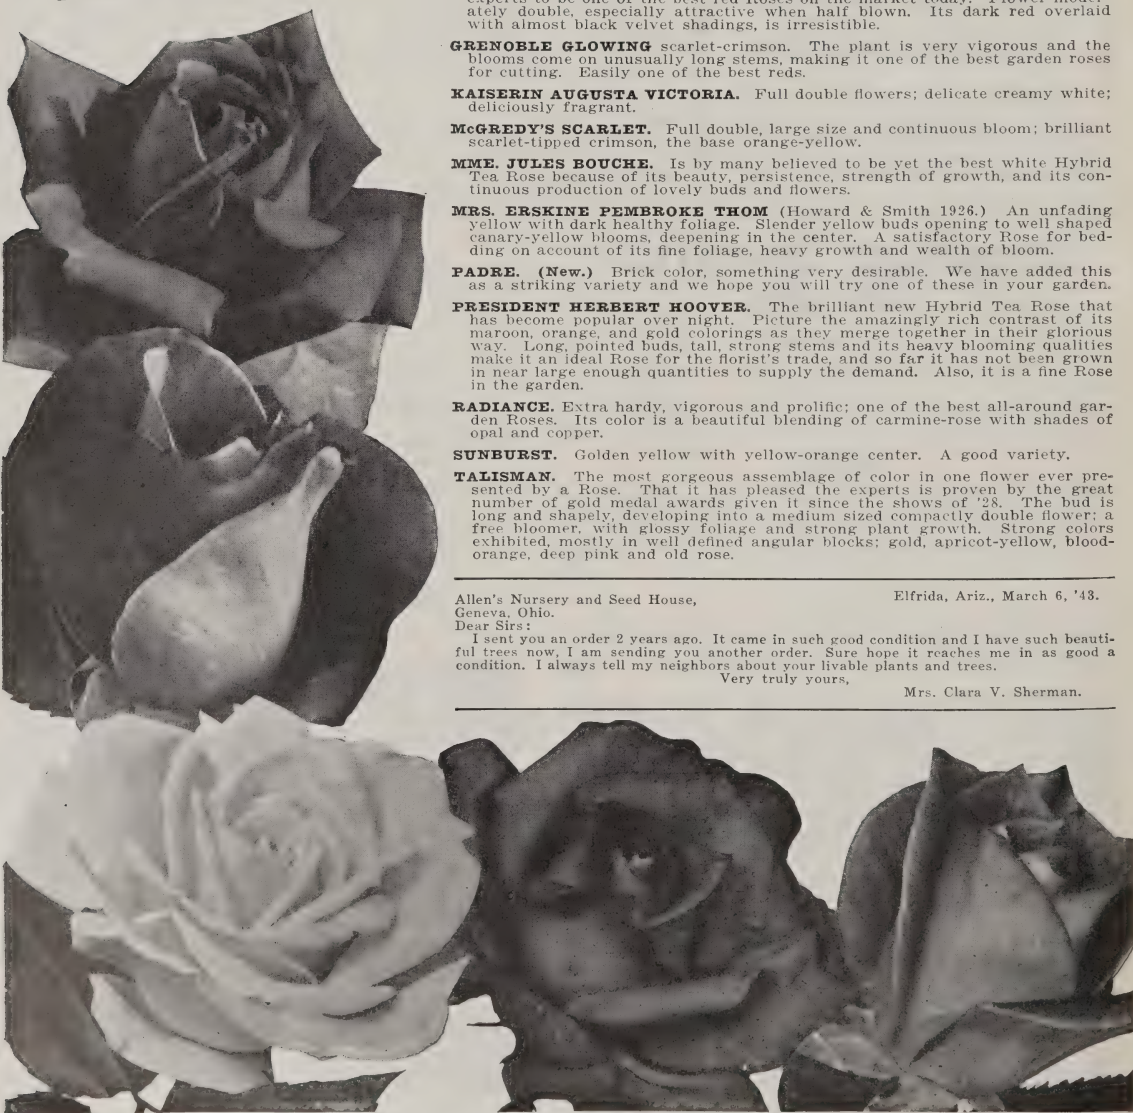 experts to be one of the best red Roses on the market today. Flower moder-
ately double, especially attractive when half blown. Its dark red overlaid
with almost black velvet shadings, is irresistible.
GRENOBLE GLOWING scarlet-crimson. The plant is very vigorous and the
blooms come on unusually long stems, making it one of the best garden roses
for cutting. Easily one of the best reds.
KAISERIN AUGUSTA VICTORIA. Full double flowers; delicate creamy white;
deliciously fragrant.
McGREDY'S SCARLET. Full double, large size and continuous bloom; brilliant
scarlet-tipped crimson, the base orange-yellow.
MME. JULES BOUCHE. Is by many believed to be yet the best white Hybrid
Tea Rose because of its beauty, persistence, strength of growth, and its con-
tinuous production of lovely buds and flowers.
MRS. ERSKINE PEMBROKE THOM (Howard & Smith 1926.) An unfading
yellow with dark healthy foliage. Slender yellow buds opening to well shaped
canary-yellow blooms, deepening in the center. A satisfactory Rose for bed-
ding on account of its fine foliage, heavy growth and wealth of bloom.
PADRE. (New.) Brick color, something very desirable. We have added this
as a striking variety and we hope you will try one of these in your garden.
PRESIDENT HERBERT HOOVER. The brilliant new Hybrid Tea Rose that
has become popular over night. Picture the amazingly rich contrast of its
maroon, orange, and gold colorings as they merge together in their glorious
way. Long, pointed buds, tall, strong stems and its heavy blooming qualities
make it an ideal Rose for the florist's trade, and so far it has not been grown
in near large enough quantities to supply the demand. Also, it is a fine Rose
in the garden.
RADIANCE. Extra hardy, vigorous and prolific; one of the best all-around gar-
den Roses. Its color is a beautiful blending of carmine-rose with shades of
opal and copper.
SUNBURST. Golden yellow with yellow-orange center. A good variety.
TALISMAN. The most gorgeous assemblage of color in one flower ever pre-
sented by a Rose. That it has pleased the experts is proven by the great
number of gold medal awards given it since the shows of '28. The bud is
long and shapely, developing into a medium sized compactly double flower; a
free bloomer, with glossy foliage and strong plant growth. Strong colors
exhibited, mostly in well defined angular blocks; gold, apricot-yellow, blood-
orange, deep pink and old rose.
Allen's Nursery and Seed House, Elfrida, Ariz., March 6, '43.
Geneva, Ohio.
Dear Sirs:
I sent you an order 2 years ago. It came in such good condition and I have such beauti-
ful trees now, I am sending you another order. Sure hope it reaches me in as good a
condition. I always tell my neighbors about your livable plants and trees.
Very truly yours,
Mrs. Clara V. Sherman.